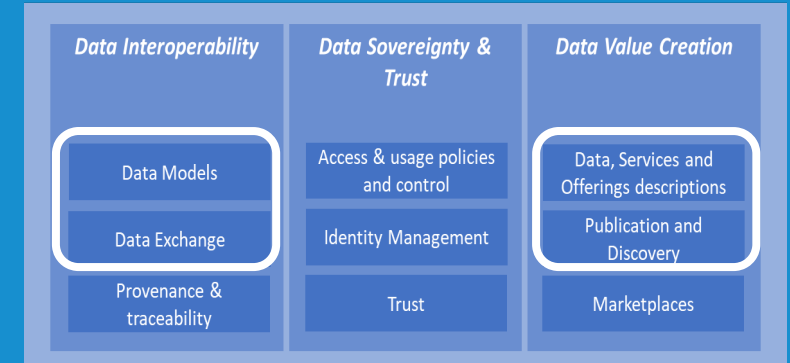 Data Interoperability
Data Models
Data Exchange
Provenance &
traceability
Data Sovereignty &
Trust
Access & usage policies
and control
Identity Management
Trust
Data Value Creation
Data, Services and
Offerings descriptions
Publication and
Discovery
Marketplaces